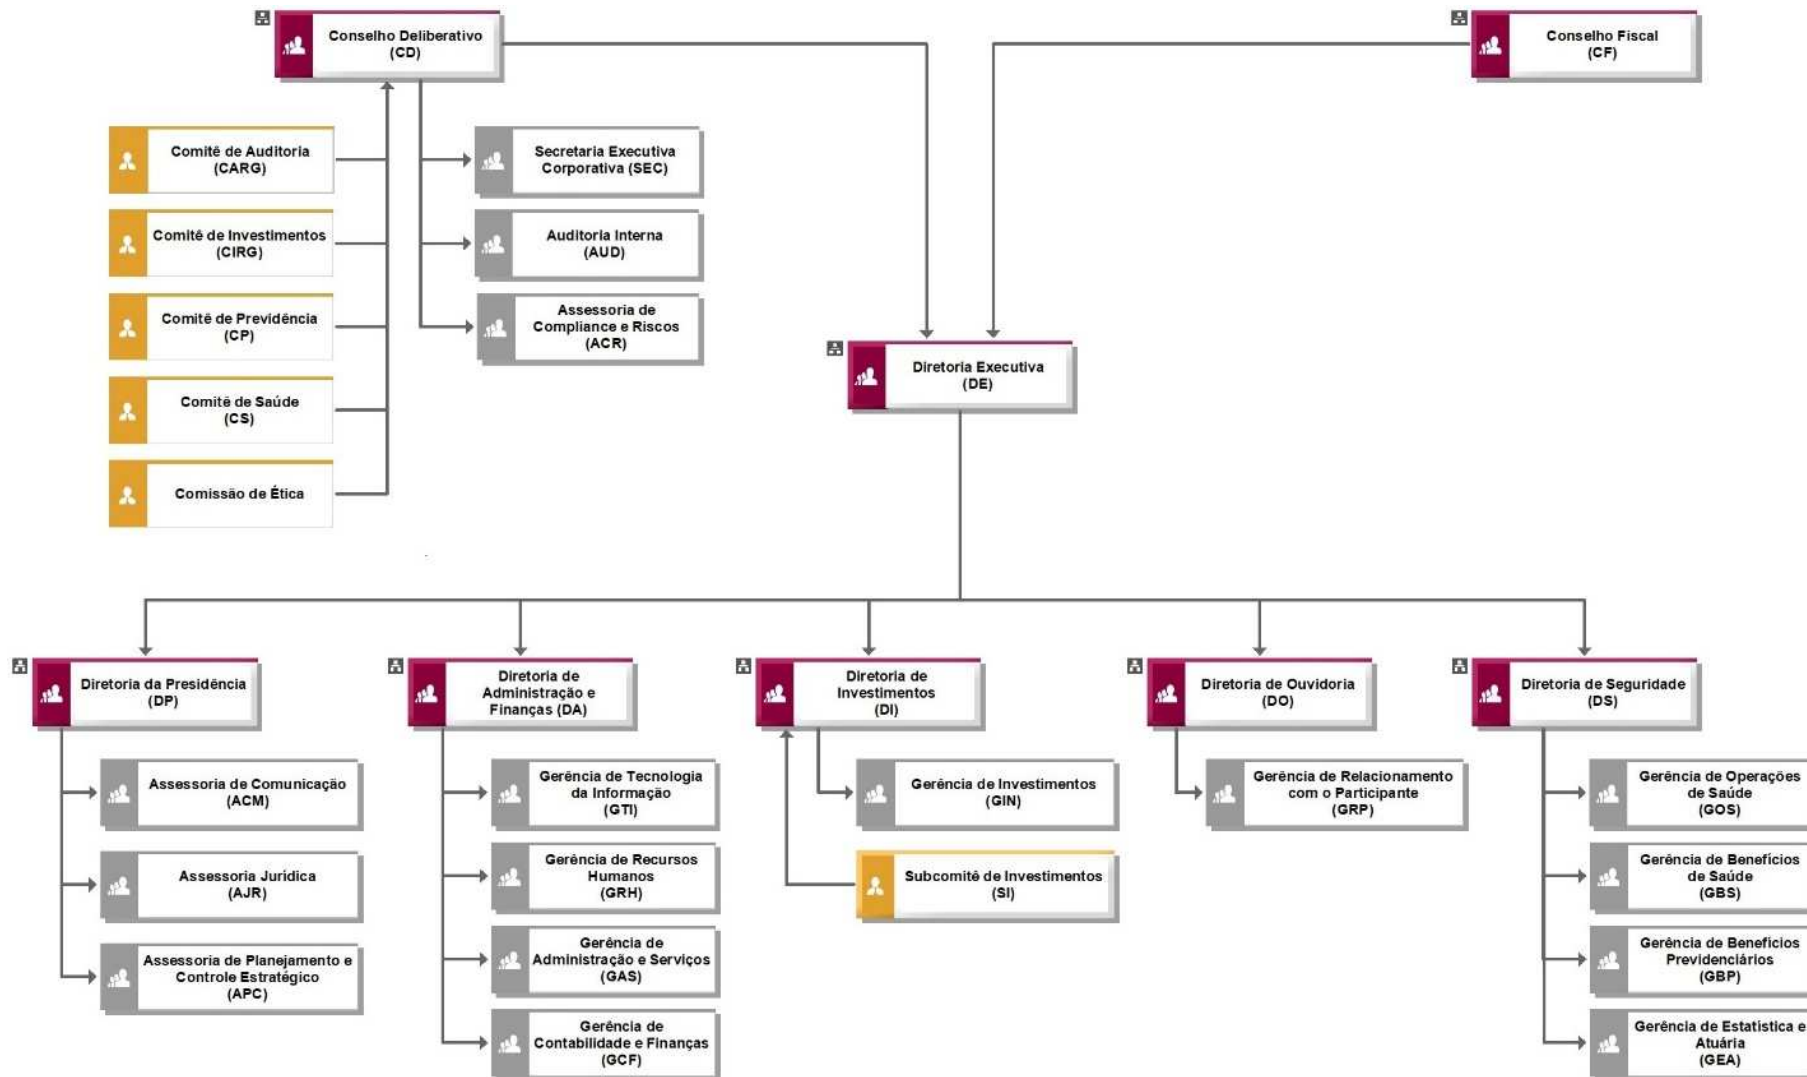 Conselho Deliberativo
(CD)
Conselho Fiscal
(CF)
Comitê de Auditoria
(CARG)
Secretaria Executiva
Corporativa (SEC)
Comitê de Investimentos
(CIRG)
Auditoria Interna
(AUD)
Comitê de Previdência
(CP)
Assessoria de
Compliance e Riscos
(ACR)
Diretoria Executiva
(DE)
Comitê de Saúde
(CS)
Comissão de Ética
Diretoria da Presidência
(DP)
Diretoria de
Administração e
Finanças (DA)
Diretoria de
Investimentos
(DI)
Diretoria de Ouvidoria
(DO)
Diretoria de Seguridade
(DS)
Assessoria de Comunicação
(ACM)
Assessoria Jurídica
(AJR)
Assessoria de Planejamento e
Controle Estratégico
(APC)
Gerência de Tecnologia
da Informação
(GTI)
Gerência de Recursos
Humanos
(GRH)
Gerência de
Administração e Serviços
(GAS)
Gerência de
Contabilidade e Finanças
(GCF)
Gerência de Investimentos
(GIN)
Subcomitê de Investimentos
(SI)
Gerência de Relacionamento
com o Participante
(GRP)
Gerência de Operações
de Saúde
(GOS)
Gerência de Benefícios
de Saúde
(GBS)
Gerência de Benefícios
Previdenciários
(GBP)
Gerência de Estatística e
Atuária
(GEA)